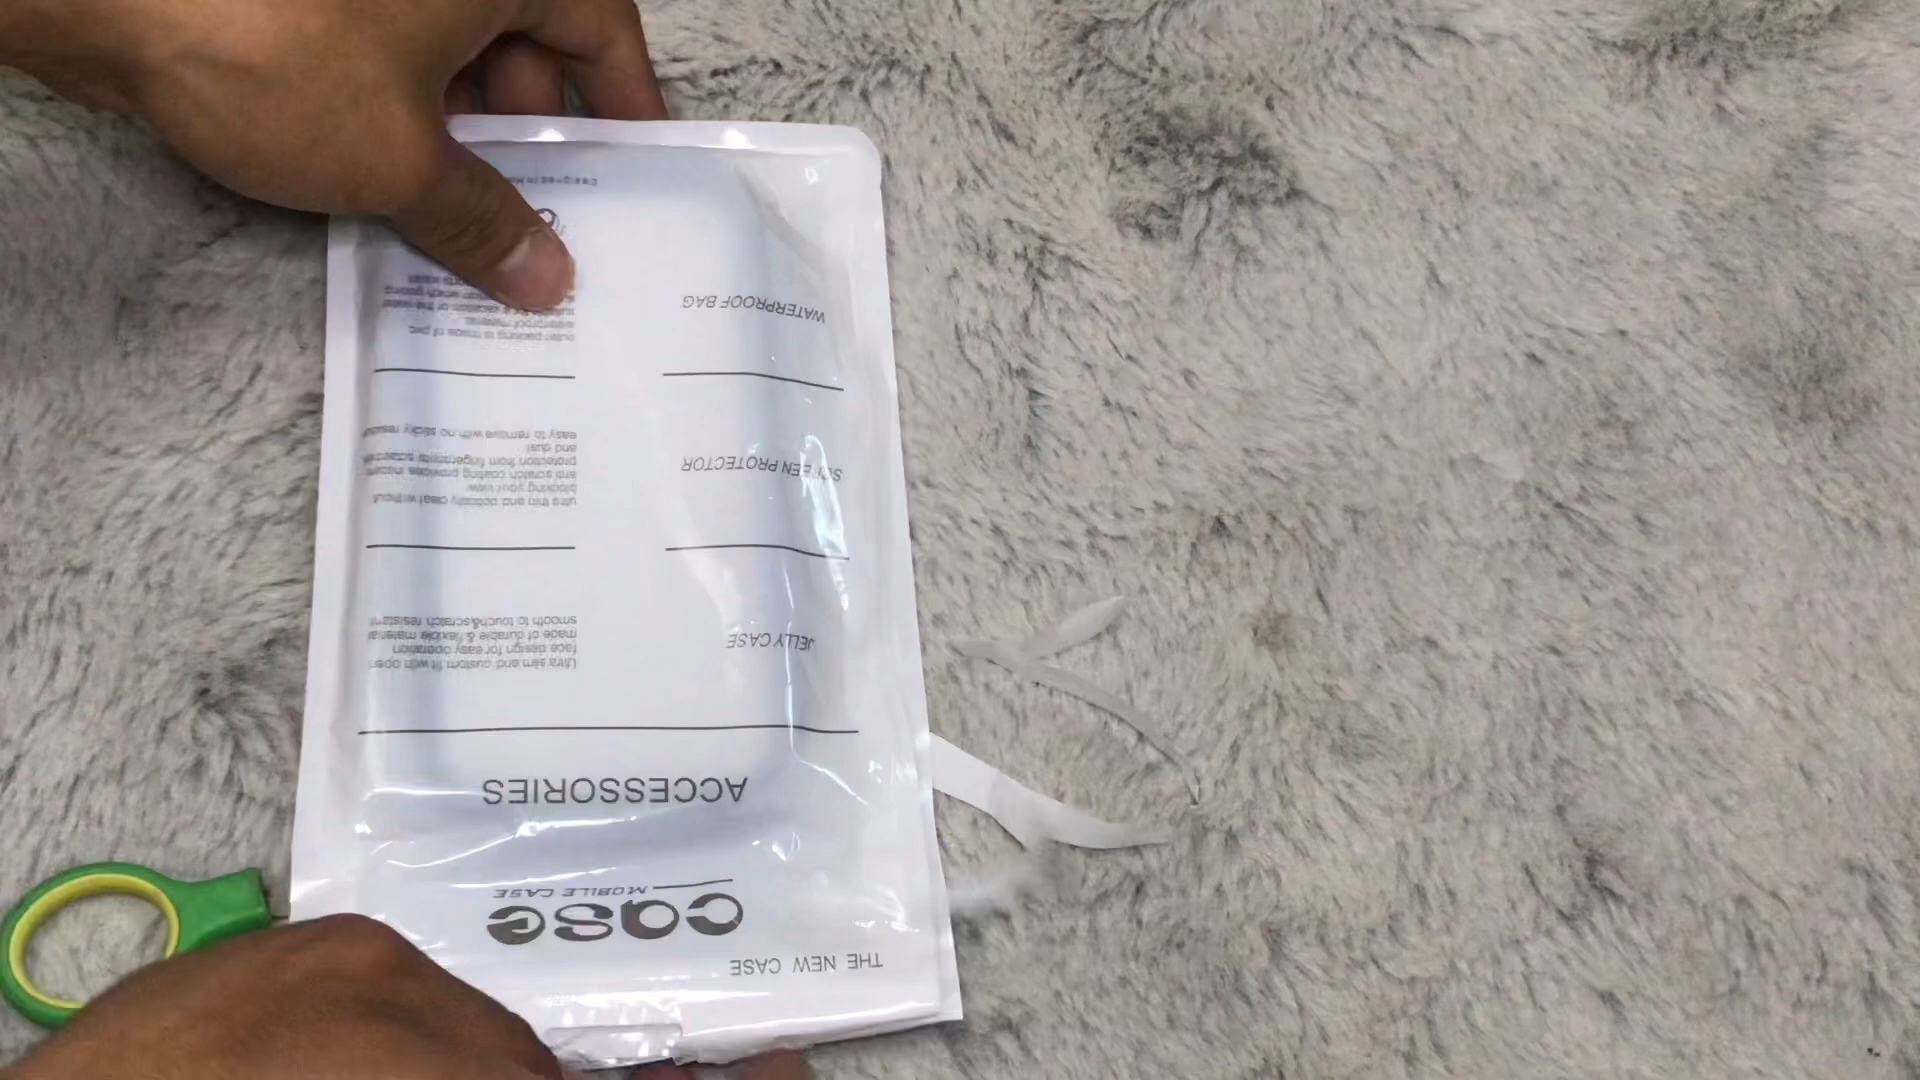 THE NEW CASE
case
MOBILE CASE
ACCESSORIES
JELLY CASE
Ultra slim and custom fit with open
face design for easy operation
made of durable & flexible material
smooth to touch&scratch resistant
SCREEN PROTECTOR
ultra thin and optically clear without
blocking your view
anti scratch coating provides
protection from fingerprints scratches
and dust
easy to remove with no sticky
WATERPROOF BAG
outer packing is made of pvc
waterproof material
Designed in